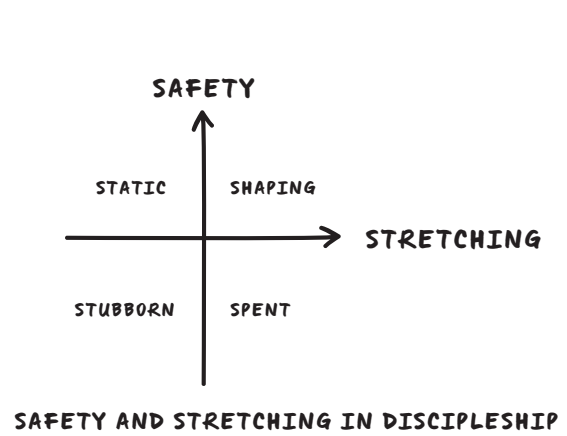 SAFETY
STATIC
SHAPING
STRETCHING
STUBBORN
SPENT
SAFETY AND STRETCHING IN DISCIPLESHIP